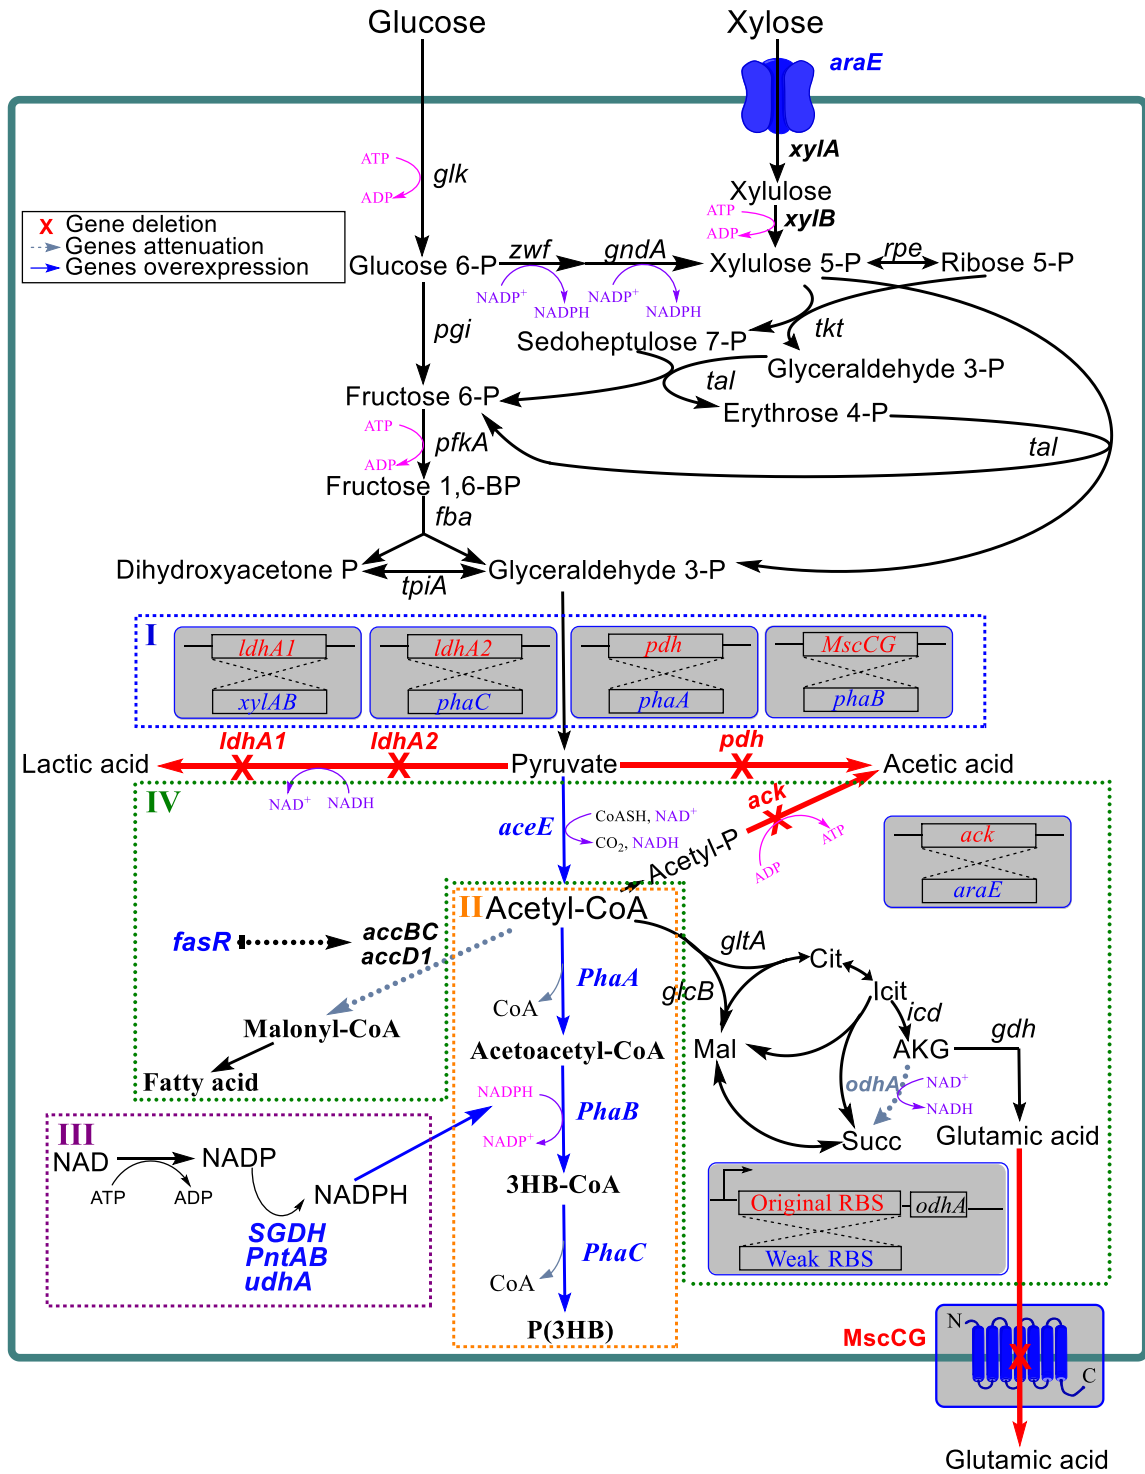 Glucose
Xylose
araE
xylA
ATP
glk
ADP
Xylulose
ATP
xylB
ADP
X Gene deletion
Genes attenuation
Genes overexpression
Glucose 6-P
zwf
gndA
Xylulose 5-P
rpe
Ribose 5-P
NADP+
NADPH
NADP+
NADPH
pgi
Sedoheptulose 7-P
tkt
Glyceraldehyde 3-P
tal
Fructose 6-P
Erythrose 4-P
ATP
pfkA
ADP
tal
Fructose 1,6-BP
fba
Dihydroxyacetone P
tpiA
Glyceraldehyde 3-P
I
ldhA1
ldhA2
pdh
MscCG
xylAB
phaC
phaA
phaB
ldhA1
ldhA2
pdh
Lactic acid
Pyruvate
Acetic acid
IV
NAD+
NADH
ack
aceE
CoASH, NAD+
CO2, NADH
Acetyl-P
ADP
ATP
ack
araE
II
Acetyl-CoA
fasR
accBC
accD1
gltA
Cit
PhaA
glcB
Icit
CoA
icd
Malonyl-CoA
gdh
Acetoacetyl-CoA
Mal
AKG
Fatty acid
odhA
NAD+
NADH
NADPH
PhaB
NADP+
III
NAD
NADP
Succ
Glutamic acid
ATP
ADP
NADPH
3HB-CoA
Original RBS
odhA
SGDH
PntAB
udhA
PhaC
Weak RBS
CoA
P(3HB)
MscCG
N
C
Glutamic acid